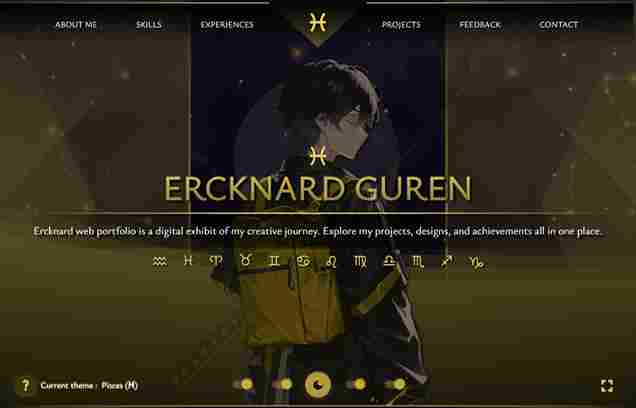 ABOUT ME SKILLS EXPERIENCES ♓ PROJECTS FEEDBACK CONTACT
♓
ERCKNARD GUREN
Ercknard web portfolio is a digital exhibit of my creative journey. Explore my projects, designs, and achievements all in one place.
♒ ♓ ♈ ♉ ♊ ♋ ♌ ♍ ♎ ♏ ♐ ♑
? Current theme : Pisces (♓)